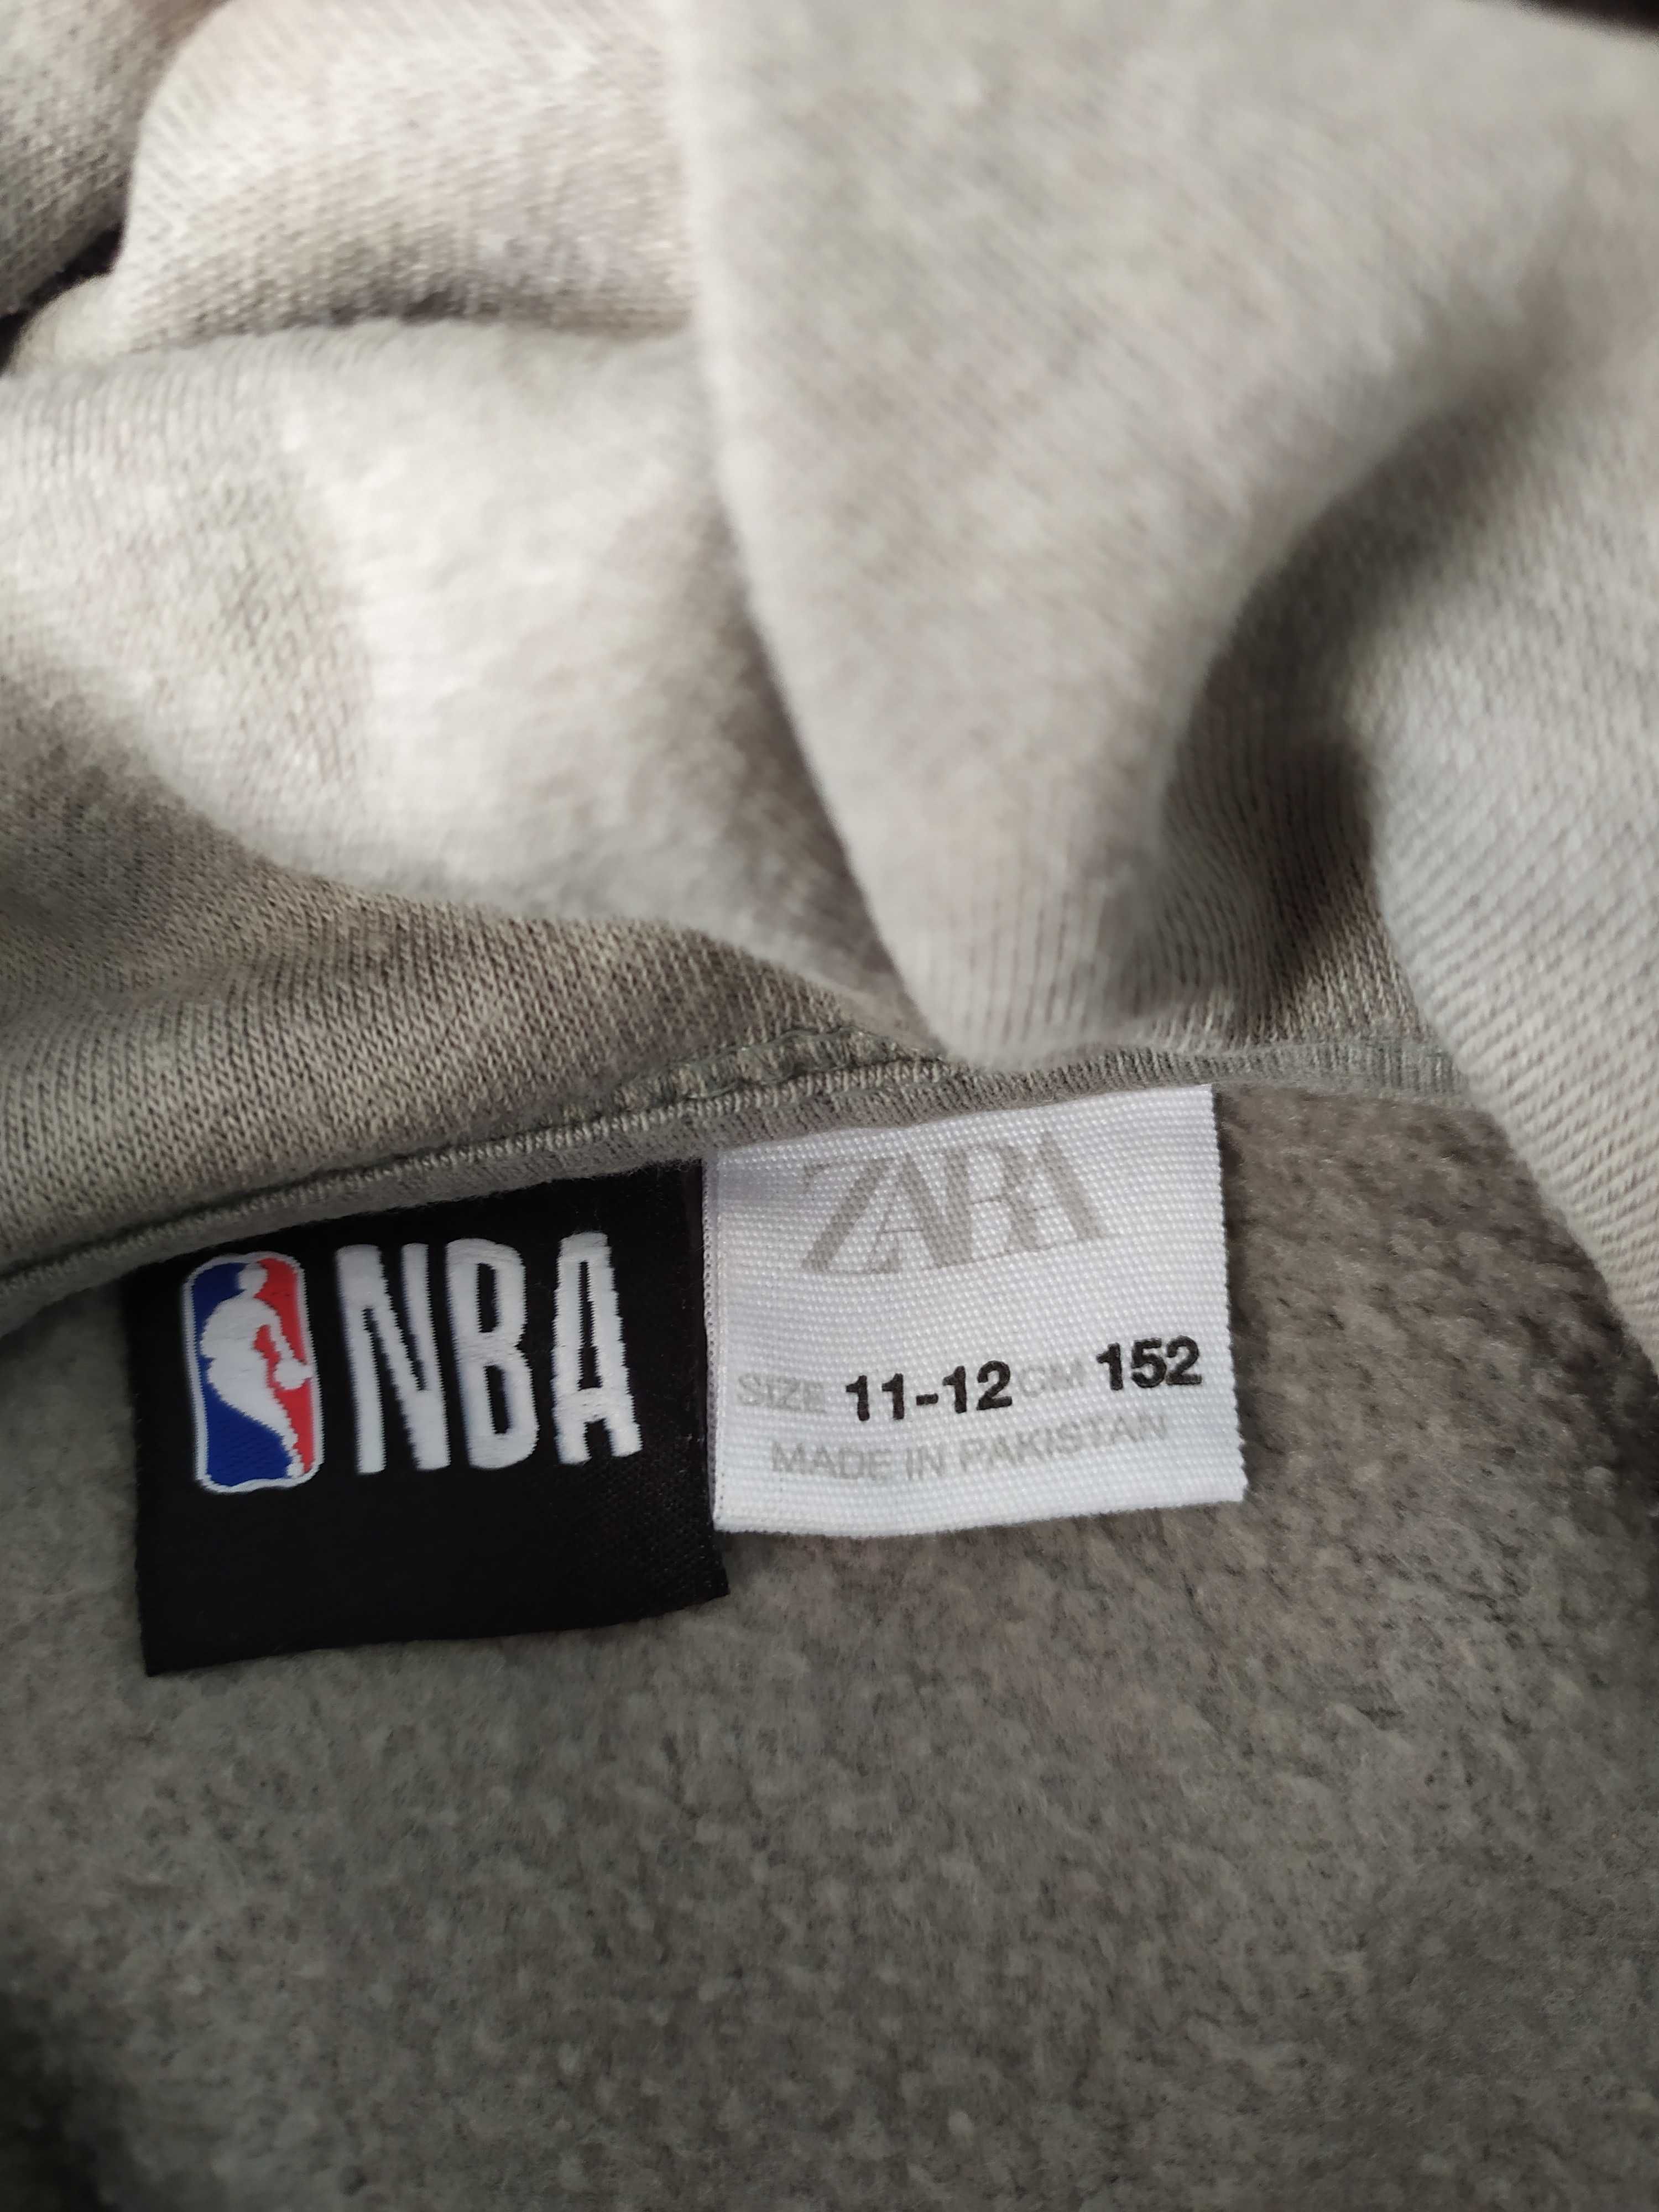 NBA
ZARA
SIZE 11-12 CM 152
MADE IN PAKISTAN